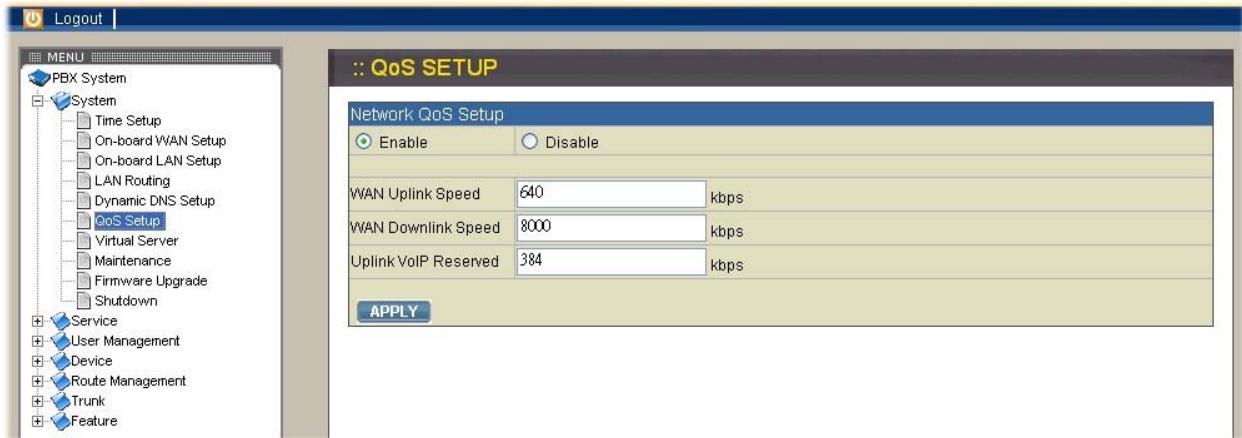 Logout
MENU
PBX System
System
Time Setup
On-board WAN Setup
On-board LAN Setup
LAN Routing
Dynamic DNS Setup
QoS Setup
Virtual Server
Maintenance
Firmware Upgrade
Shutdown
Service
User Management
Device
Route Management
Trunk
Feature
:: QoS SETUP
Network QoS Setup
Enable Disable
WAN Uplink Speed 640 kbps
WAN Downlink Speed 8000 kbps
Uplink VoIP Reserved 384 kbps
APPLY